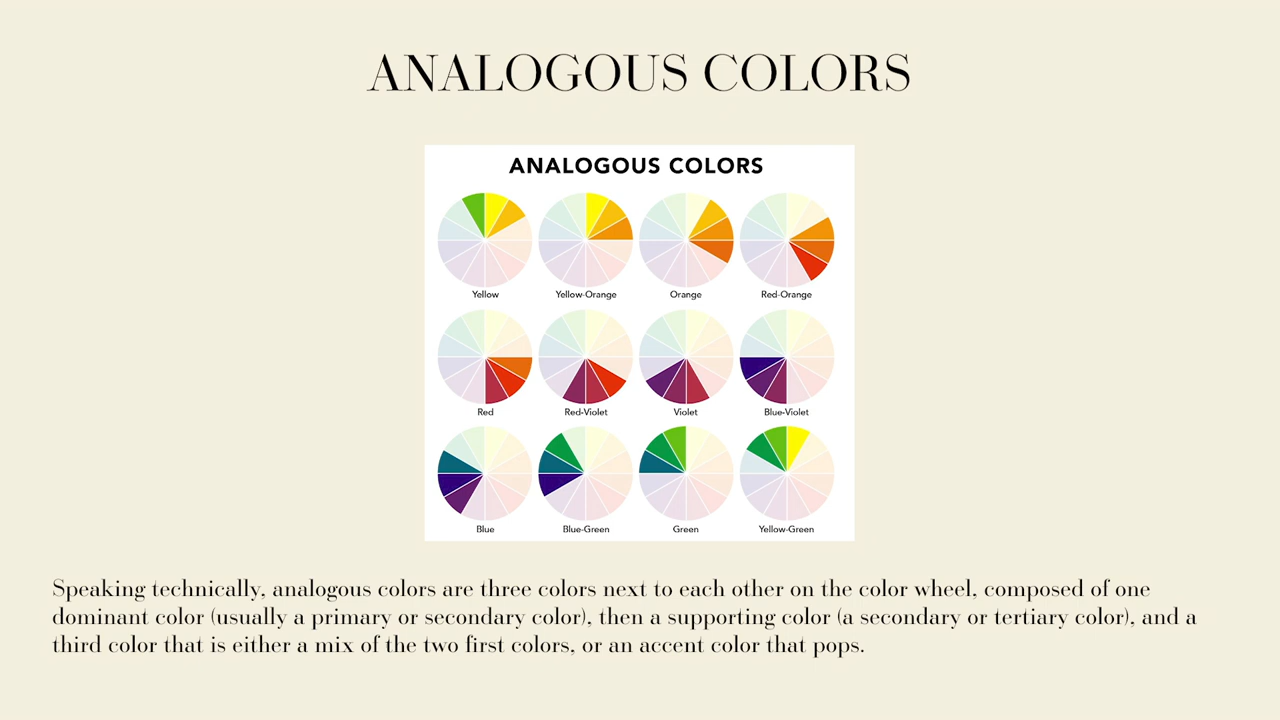 ANALOGOUS COLORS
ANALOGOUS COLORS
Yellow
Yellow-Orange
Orange
Red-Orange
Red
Red-Violet
Violet
Blue-Violet
Blue
Blue-Green
Green
Yellow-Green
Speaking technically, analogous colors are three colors next to each other on the color wheel, composed of one
dominant color (usually a primary or secondary color), then a supporting color (a secondary or tertiary color), and a
third color that is either a mix of the two first colors, or an accent color that pops.